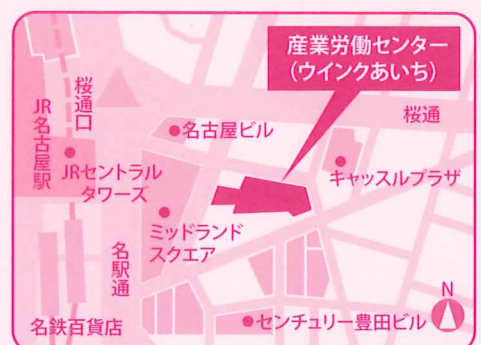 産業労働センター
(ウインクあいち)
桜通
桜通口
JR名古屋駅
名古屋ビル
JRセントラル
タワーズ
キャッスルプラザ
ミッドランド
スクエア
名駅通
名鉄百貨店
センチュリー豊田ビル
N